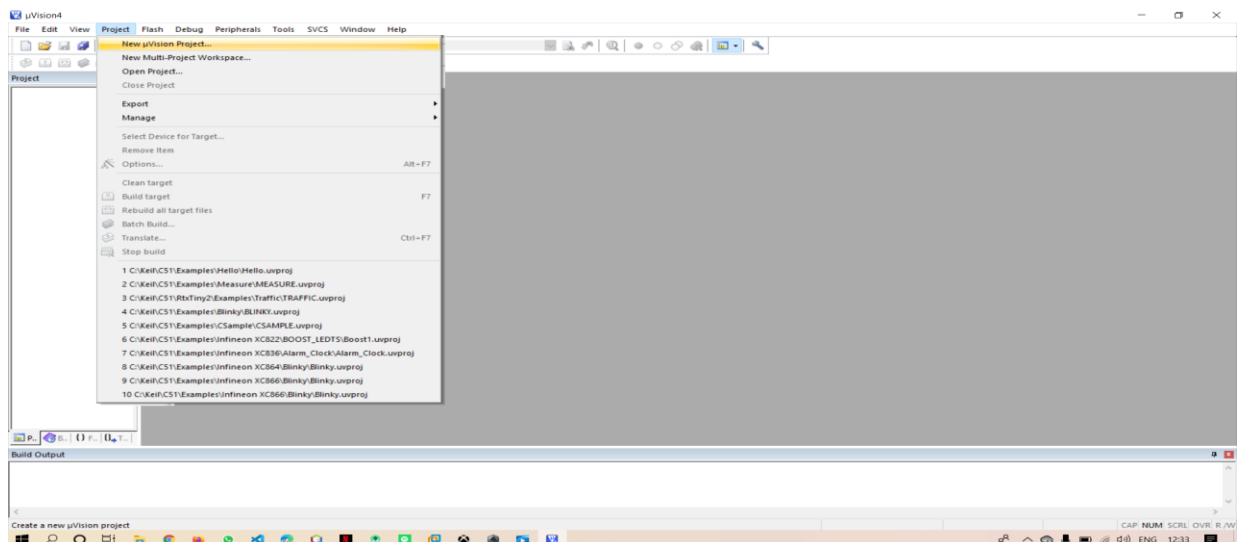 µVision4
File Edit View Project Flash Debug Peripherals Tools SVCS Window Help
New µVision Project...
New Multi-Project Workspace...
Open Project...
Close Project
Project
Export
Manage
Select Device for Target...
Remove Item
Options... Alt+F7
Clean target
Build target F7
Rebuild all target files
Batch Build...
Translate... Ctrl+F7
Stop build
1 C:\Keil\C51\Examples\Hello\Hello.uvproj
2 C:\Keil\C51\Examples\Measure\MEASURE.uvproj
3 C:\Keil\C51\RtxTiny2\Examples\Traffic\TRAFFIC.uvproj
4 C:\Keil\C51\Examples\Blinky\BLINKY.uvproj
5 C:\Keil\C51\Examples\CSample\CSAMPLE.uvproj
6 C:\Keil\C51\Examples\Infineon XC822\BOOST_LEDTS\Boost1.uvproj
7 C:\Keil\C51\Examples\Infineon XC836\Alarm_Clock\Alarm_Clock.uvproj
8 C:\Keil\C51\Examples\Infineon XC864\Blinky\Blinky.uvproj
9 C:\Keil\C51\Examples\Infineon XC866\Blinky\Blinky.uvproj
10 C:\Keil\C51\Examples\Infineon XC866\Blinky\Blinky.uvproj
P... B... {} F... 0 T...
Build Output
Create a new µVision project CAP NUM SCRL OVR R/W
ENG 12:33